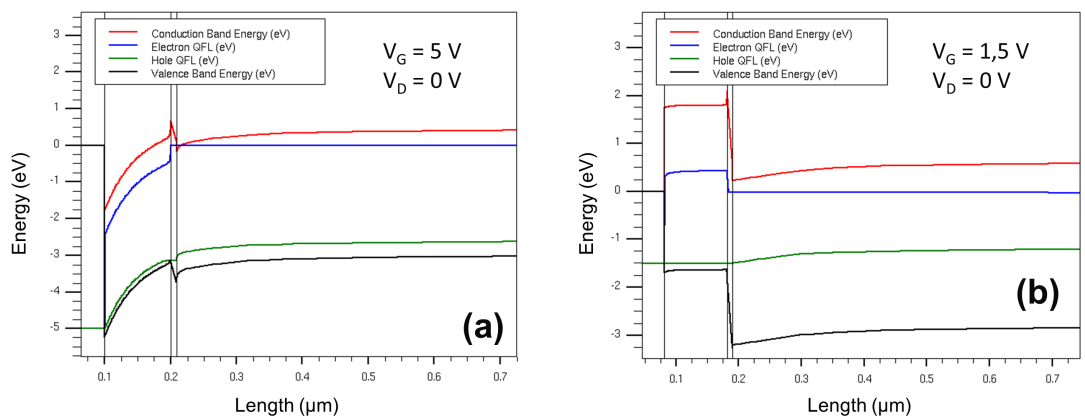 Conduction Band Energy (eV)
Electron QFL (eV)
Hole QFL (eV)
Valence Band Energy (eV)
VG = 5 V
VD = 0 V
3
2
1
0
-1
-2
-3
-4
-5
Energy (eV)
(a)
0.1 0.2 0.3 0.4 0.5 0.6 0.7
Length (µm)
Conduction Band Energy (eV)
Electron QFL (eV)
Hole QFL (eV)
Valence Band Energy (eV)
VG = 1,5 V
VD = 0 V
3
2
1
0
-1
-2
-3
Energy (eV)
(b)
0.1 0.2 0.3 0.4 0.5 0.6 0.7
Length (µm)